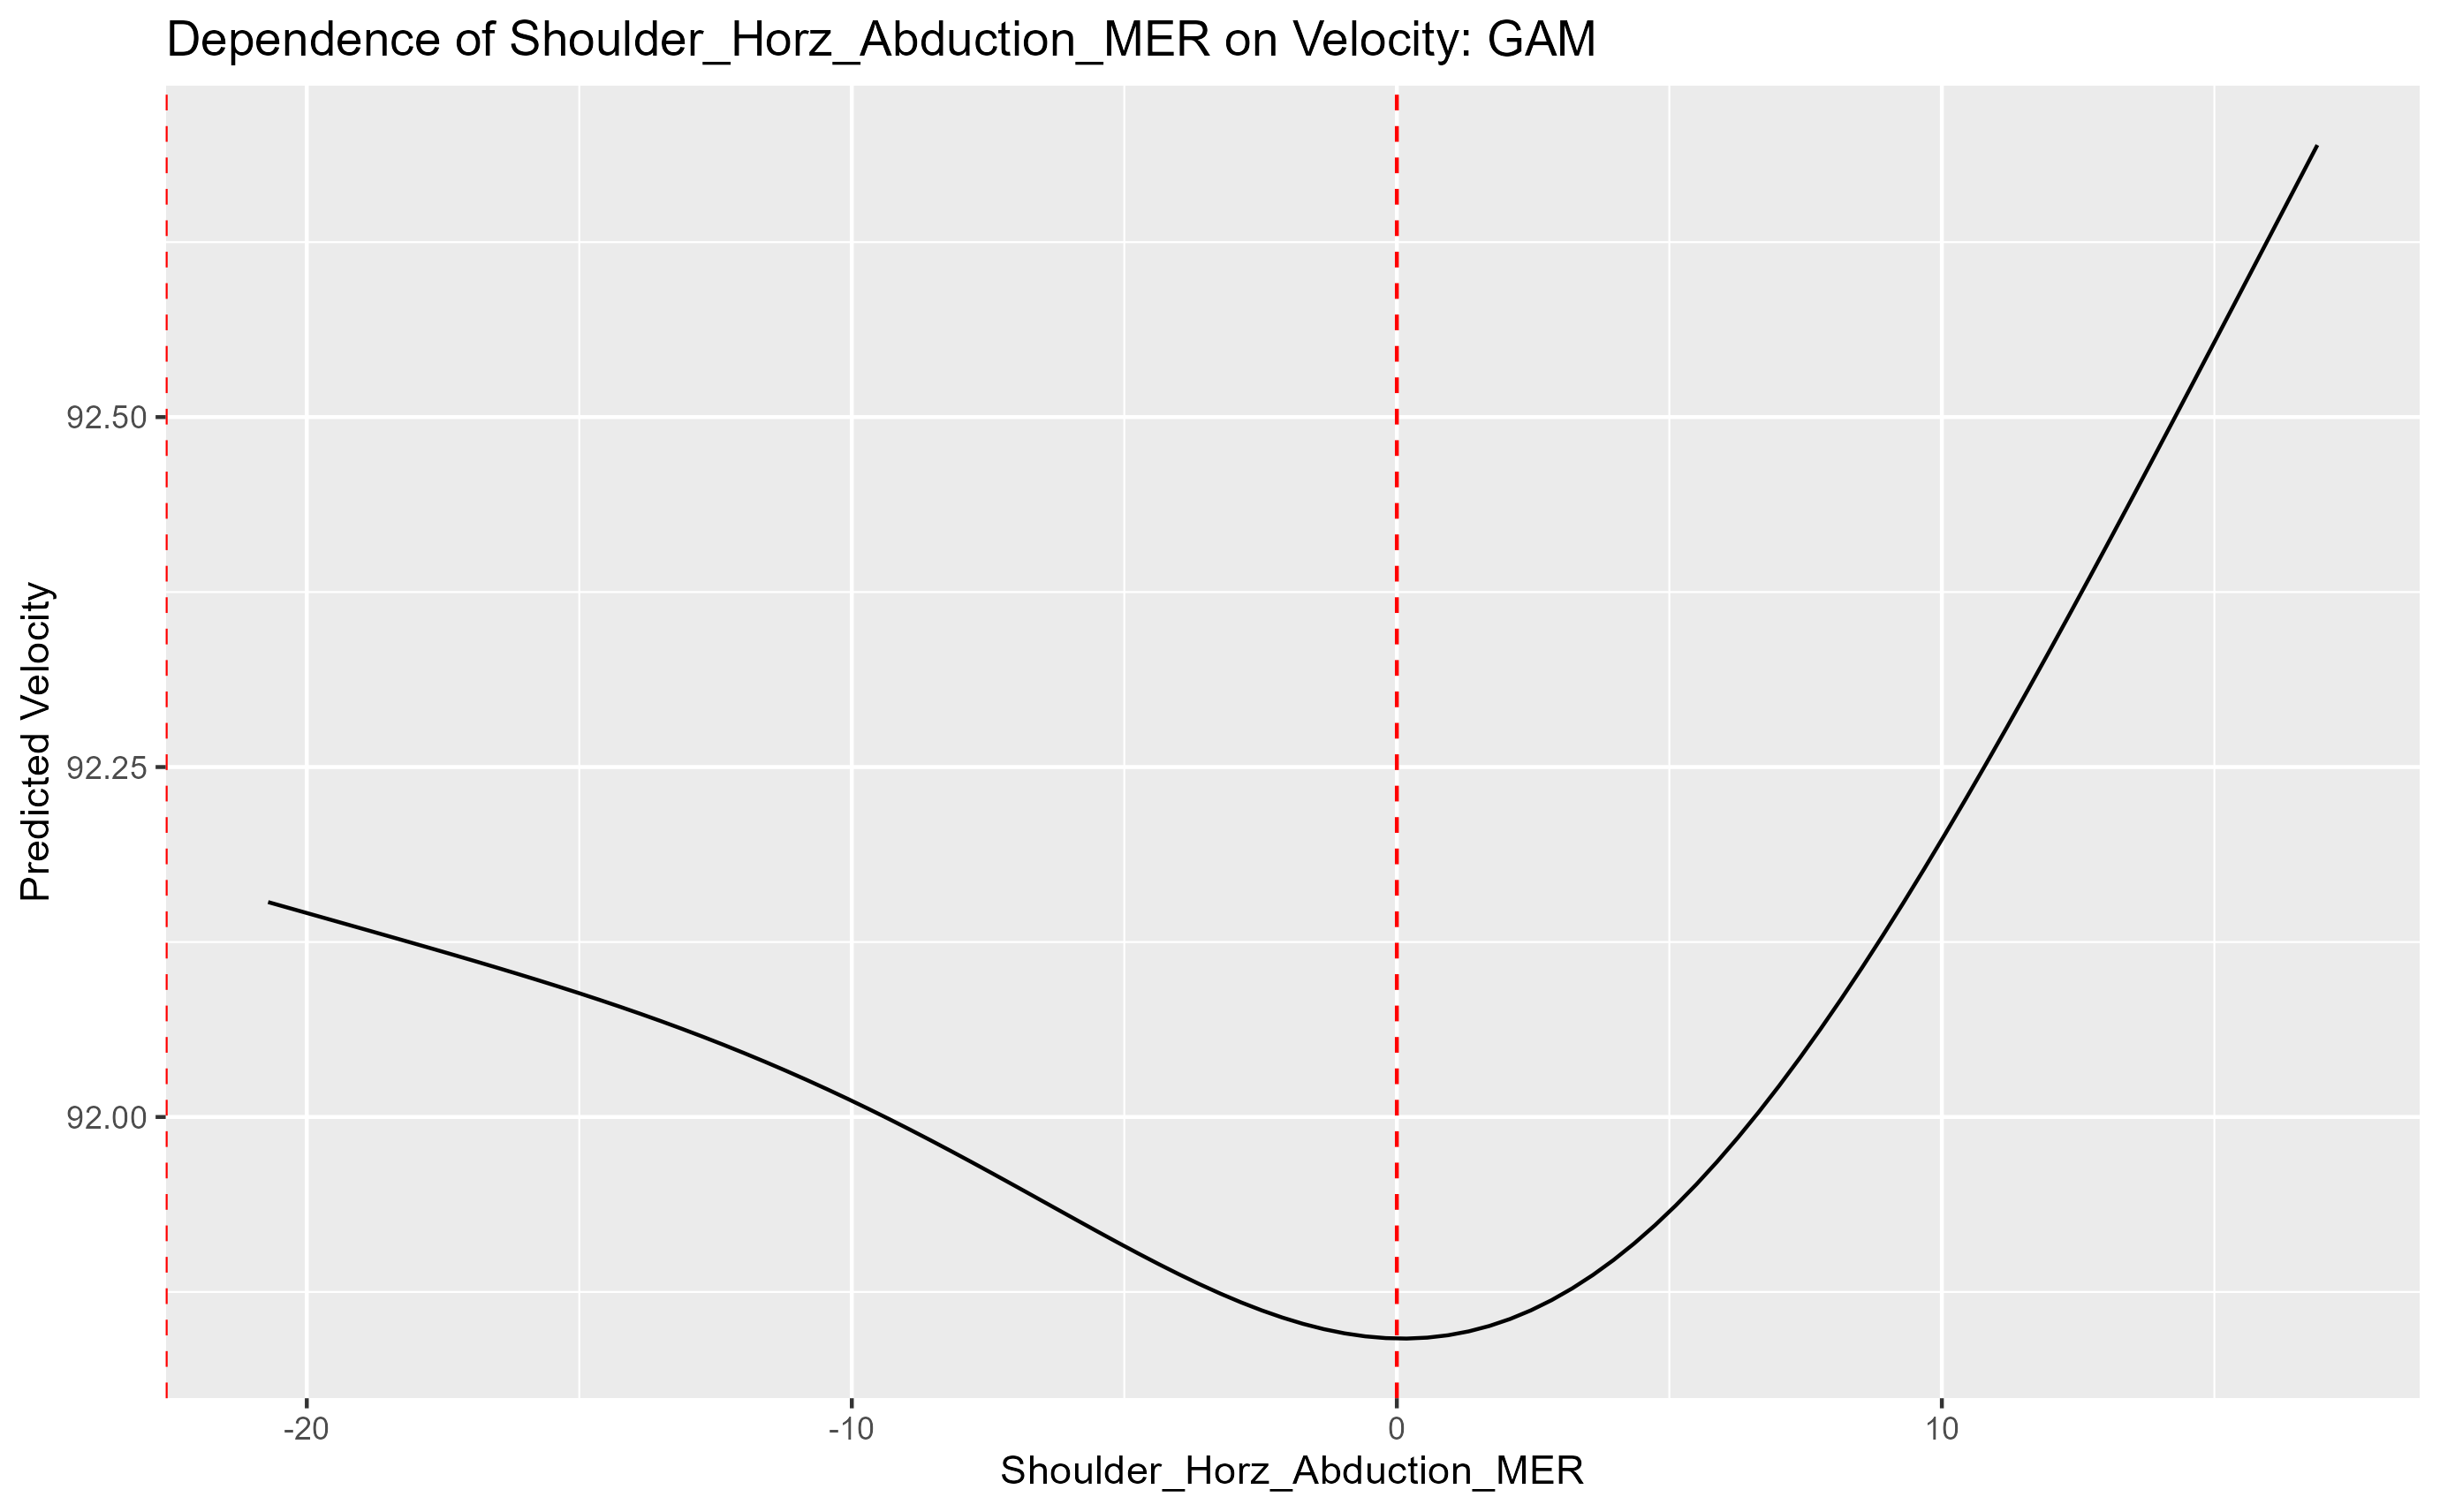 Dependence of Shoulder_Horz_Abduction_MER on Velocity: GAM
Predicted Velocity
92.50
92.25
92.00
-20
-10
0
10
Shoulder_Horz_Abduction_MER